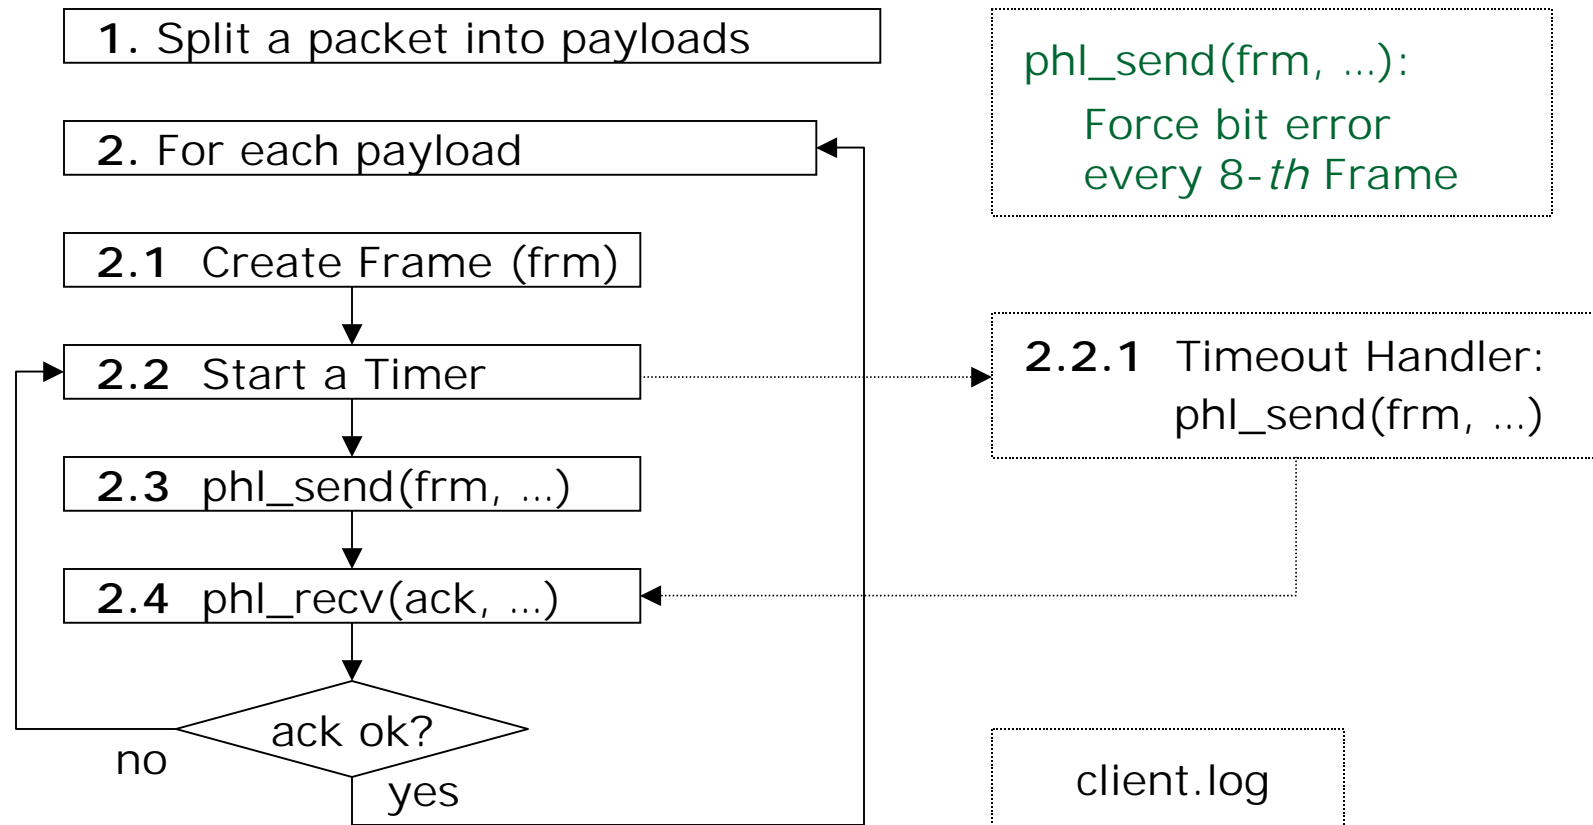 1. Split a packet into payloads
2. For each payload
2.1 Create Frame (frm)
2.2 Start a Timer
2.3 phl_send(frm, ...)
2.4 phl_recv(ack, ...)
ack ok?
no
yes
phl_send(frm, ...):
Force bit error
every 8-th Frame
2.2.1 Timeout Handler:
phl_send(frm, ...)
client.log